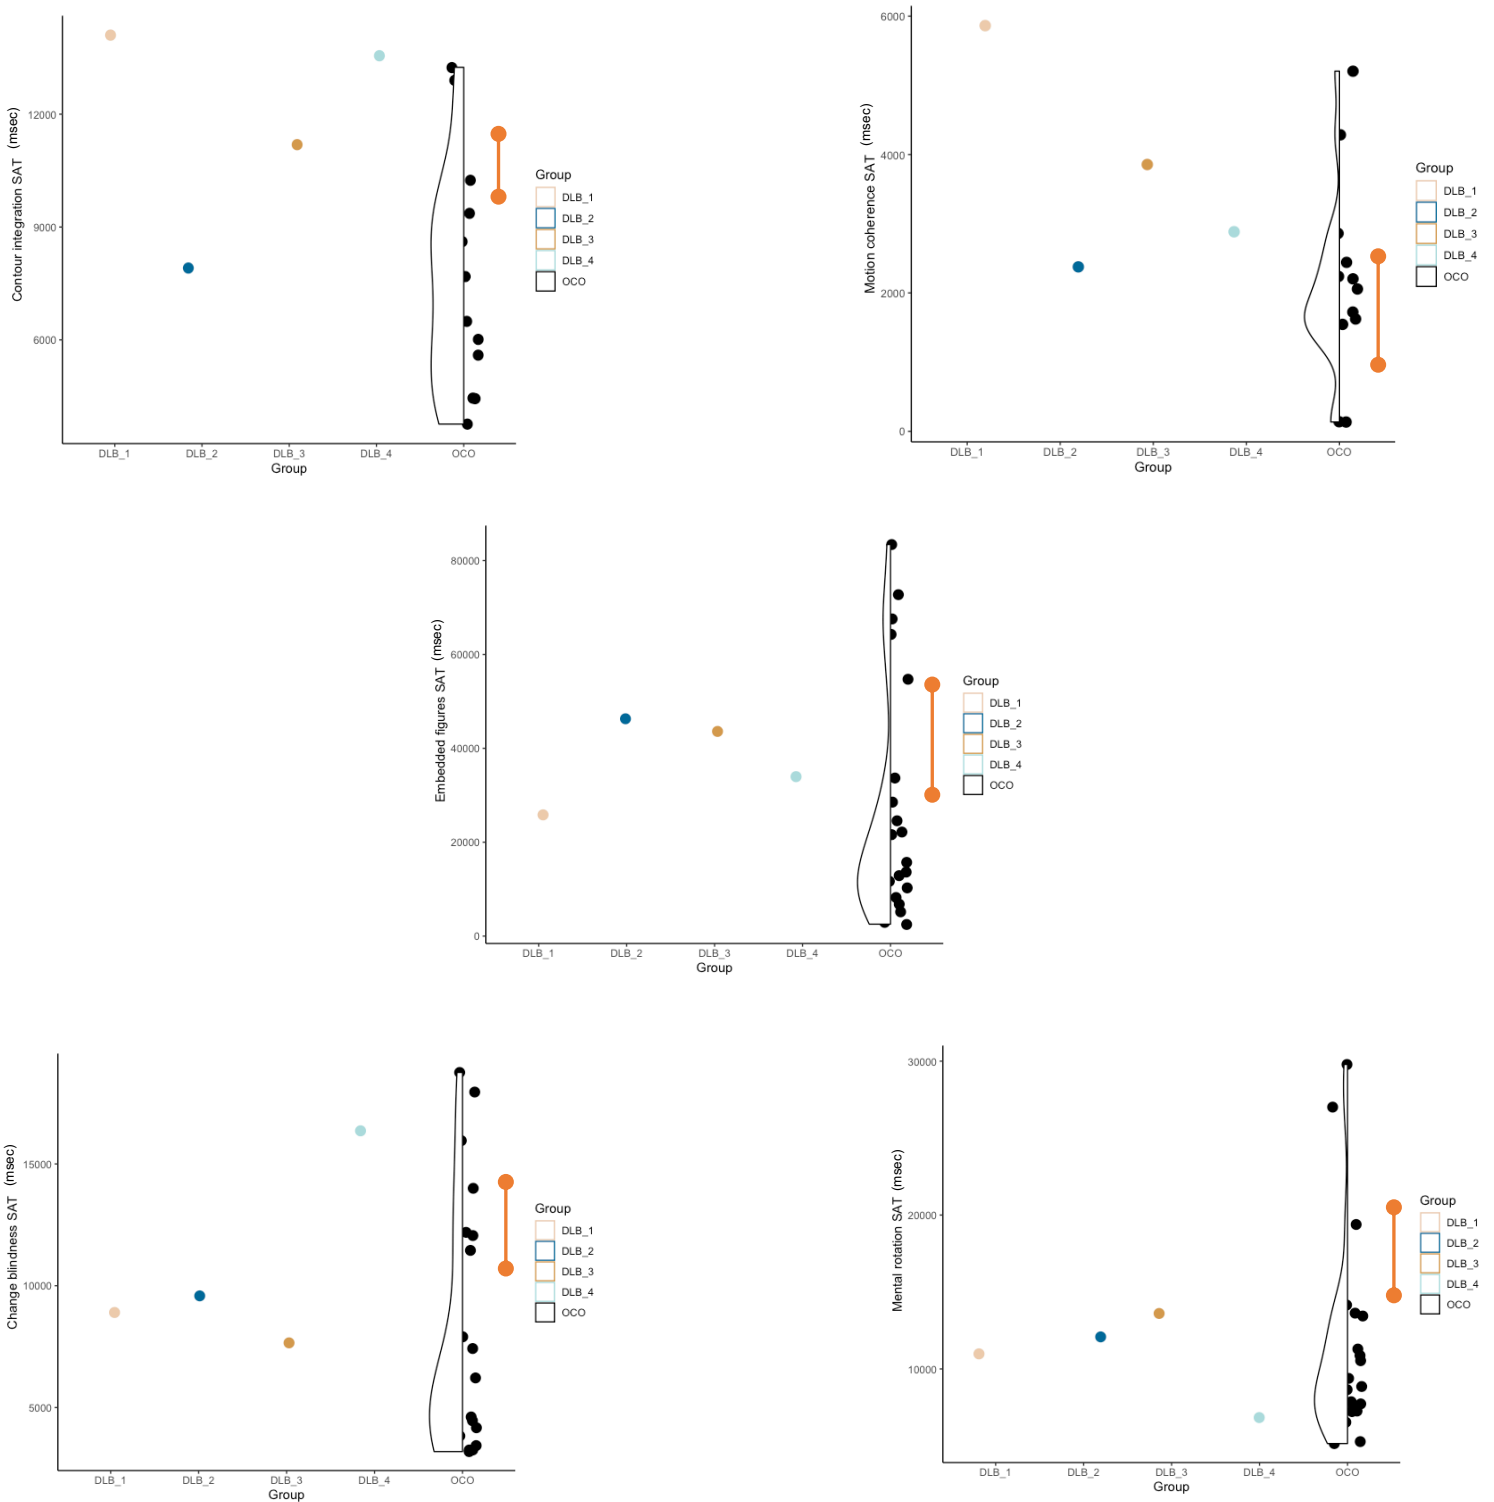 Contour integration SAT (msec)
12000
9000
6000
DLB_1 DLB_2 DLB_3 DLB_4 OCO
Group
Group
DLB_1
DLB_2
DLB_3
DLB_4
OCO
Motion coherence SAT (msec)
6000
4000
2000
0
DLB_1 DLB_2 DLB_3 DLB_4 OCO
Group
Group
DLB_1
DLB_2
DLB_3
DLB_4
OCO
Embedded figures SAT (msec)
80000
60000
40000
20000
0
DLB_1 DLB_2 DLB_3 DLB_4 OCO
Group
Group
DLB_1
DLB_2
DLB_3
DLB_4
OCO
Change blindness SAT (msec)
15000
10000
5000
DLB_1 DLB_2 DLB_3 DLB_4 OCO
Group
Group
DLB_1
DLB_2
DLB_3
DLB_4
OCO
Mental rotation SAT (msec)
30000
20000
10000
DLB_1 DLB_2 DLB_3 DLB_4 OCO
Group
Group
DLB_1
DLB_2
DLB_3
DLB_4
OCO